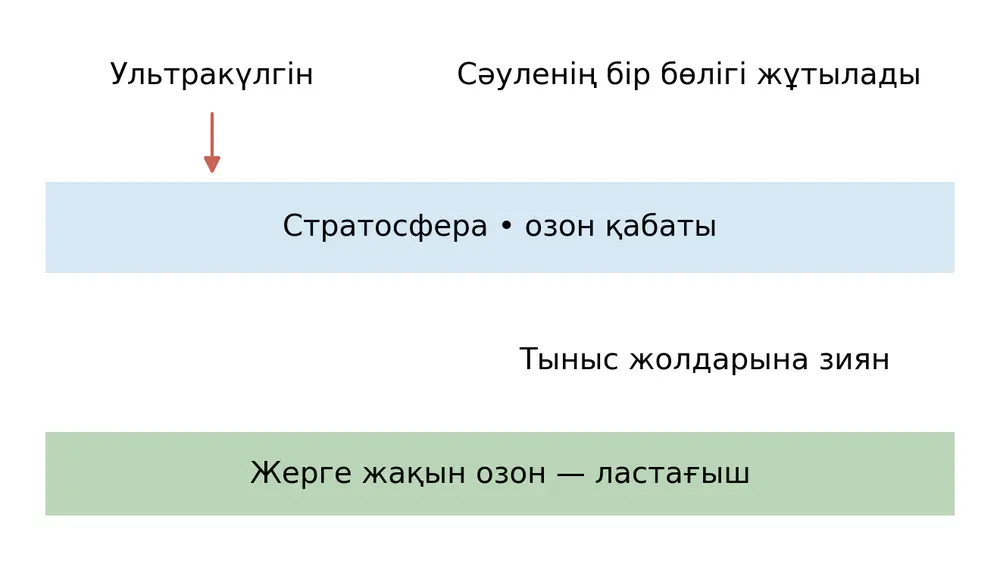 Ультракүлгін
Сәуленің бір бөлігі жұтылады
Стратосфера • озон қабаты
Тыныс жолдарына зиян
Жерге жақын озон — ластағыш